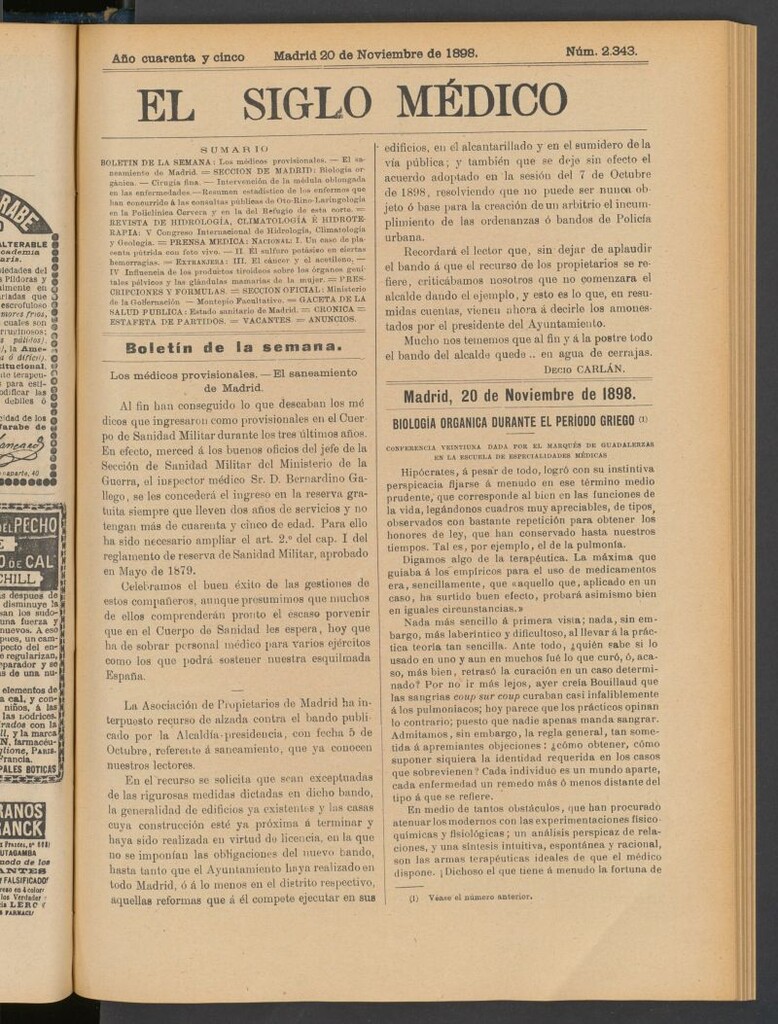 Año cuarenta y cinco
Madrid 20 de Noviembre de 1898.
Núm. 2.343.
EL SIGLO MÉDICO
SUMARIO
BOLETIN DE LA SEMANA: Los médicos provisionales. — El sa-
neamiento de Madrid. = SECCION DE MADRID: Biología or-
gánica. — Cirugía fina. — Intervención de la médula oblongada
en las enfermedades. — Resumen estadístico de los enfermos que
han concurrido á las consultas públicas de Oto-Rino-Laringología
en la Policlínica Cervera y en la del Refugio de esta corte. =
REVISTA DE HIDROLOGÍA, CLIMATOLOGÍA É HIDROTE-
RAPIA: V Congreso Internacional de Hidrología, Climatología
y Geología. = PRENSA MEDICA: NACIONAL: I. Un caso de pla-
centa pútrida con feto vivo. — II. El sulfuro potásico en ciertas
hemorragias. — EXTRANJERA: III. El cáncer y el acetileno. —
IV Influencia de los productos tiroideos sobre los órganos geni-
tales pélvicos y las glándulas mamarias de la mujer. = PRES-
CRIPCIONES Y FORMULAS. = SECCION OFICIAL: Ministerio
de la Gobernación — Montepío Facultativo. = GACETA DE LA
SALUD PUBLICA: Estado sanitario de Madrid. = CRONICA =
ESTAFETA DE PARTIDOS. = VACANTES = ANUNCIOS.
Boletín de la semana.
Los médicos provisionales. — El saneamiento
de Madrid.
Al fin han conseguido lo que deseaban los mé
dicos que ingresaron como provisionales en el Cuer-
po de Sanidad Militar durante los tres últimos años.
En efecto, merced á los buenos oficios del jefe de la
Sección de Sanidad Militar del Ministerio de la
Guerra, el inspector médico Sr. D. Bernardino Ga-
llego, se les concederá el ingreso en la reserva gra-
tuita siempre que lleven dos años de servicios y no
tengan más de cuarenta y cinco de edad. Para ello
ha sido necesario ampliar el art. 2.º del cap. I del
reglamento de reserva de Sanidad Militar, aprobado
en Mayo de 1879.
Celebramos el buen éxito de las gestiones de
estos compañeros, aunque presumimos que muchos
de ellos comprenderán pronto el escaso porvenir
que en el Cuerpo de Sanidad les espera, hoy que
ha de sobrar personal médico para varios ejércitos
como los que podrá sostener nuestra esquilmada
España.
La Asociación de Propietarios de Madrid ha in-
terpuesto recurso de alzada contra el bando publi-
cado por la Alcaldía-presidencia, con fecha 5 de
Octubre, referente á saneamiento, que ya conocen
nuestros lectores.
En el recurso se solicita que sean exceptuadas
de las rigurosas medidas dictadas en dicho bando,
la generalidad de edificios ya existentes y las casas
cuya construcción esté ya próxima á terminar y
haya sido realizada en virtud de licencia, en la que
no se imponían las obligaciones del nuevo bando,
hasta tanto que el Ayuntamiento haya realizado en
todo Madrid, ó á lo menos en el distrito respectivo,
aquellas reformas que á él compete ejecutar en sus
edificios, en el alcantarillado y en el sumidero de la
vía pública; y también que se deje sin efecto el
acuerdo adoptado en la sesión del 7 de Octubre
de 1898, resolviendo que no puede ser nunca ob-
jeto ó base para la creación de un arbitrio el incum-
plimiento de las ordenanzas ó bandos de Policía
urbana.
Recordará el lector que, sin dejar de aplaudir
el bando á que el recurso de los propietarios se re-
fiere, criticábamos nosotros que no comenzara el
alcalde dando el ejemplo, y esto es lo que, en resu-
midas cuentas, vienen ahora á decirle los amones-
tados por el presidente del Ayuntamiento.
Mucho nos tememos que al fin y á la postre todo
el bando del alcalde quede .. en agua de cerrajas.
DECIO CARLÁN.
Madrid, 20 de Noviembre de 1898.
BIOLOGÍA ORGANICA DURANTE EL PERÍODO GRIEGO (1)
CONFERENCIA VEINTIUNA DADA POR EL MARQUÉS DE GUADALERZAS
EN LA ESCUELA DE ESPECIALIDADES MÉDICAS
Hipócrates, á pesar de todo, logró con su instintiva
perspicacia fijarse á menudo en ese término medio
prudente, que corresponde al bien en las funciones de
la vida, legándonos cuadros muy apreciables, de tipos,
observados con bastante repetición para obtener los
honores de ley, que han conservado hasta nuestros
tiempos. Tal es, por ejemplo, el de la pulmonía.
Digamos algo de la terapéutica. La máxima que
guiaba á los empíricos para el uso de medicamentos
era, sencillamente, que «aquello que, aplicado en un
caso, ha surtido buen efecto, probará asimismo bien
en iguales circunstancias.»
Nada más sencillo á primera vista; nada, sin em-
bargo, más laberíntico y dificultoso, al llevar á la prác-
tica teoría tan sencilla. Ante todo, ¿quién sabe si lo
usado en uno y aun en muchos fué lo que curó, ó, aca-
so, más bien, retrasó la curación en un caso determi-
nado? Por no ir más lejos, ayer creía Bouillaud que
las sangrías coup sur coup curaban casi infaliblemente
á los pulmoníacos; hoy parece que los prácticos opinan
lo contrario; puesto que nadie apenas manda sangrar.
Admitamos, sin embargo, la regla general, tan some-
tida á apremiantes objeciones: ¿cómo obtener, cómo
suponer siquiera la identidad requerida en los casos
que sobrevienen? Cada individuo es un mundo aparte,
cada enfermedad un remedo más ó menos distante del
tipo á que se refiere.
En medio de tantos obstáculos, que han procurado
atenuar los modernos con las experimentaciones físico-
químicas y fisiológicas; un análisis perspicaz de rela-
ciones, y una síntesis intuitiva, espontánea y racional,
son las armas terapéuticas ideales de que el médico
dispone. ¡Dichoso el que tiene á menudo la fortuna de
(1) Véase el número anterior.